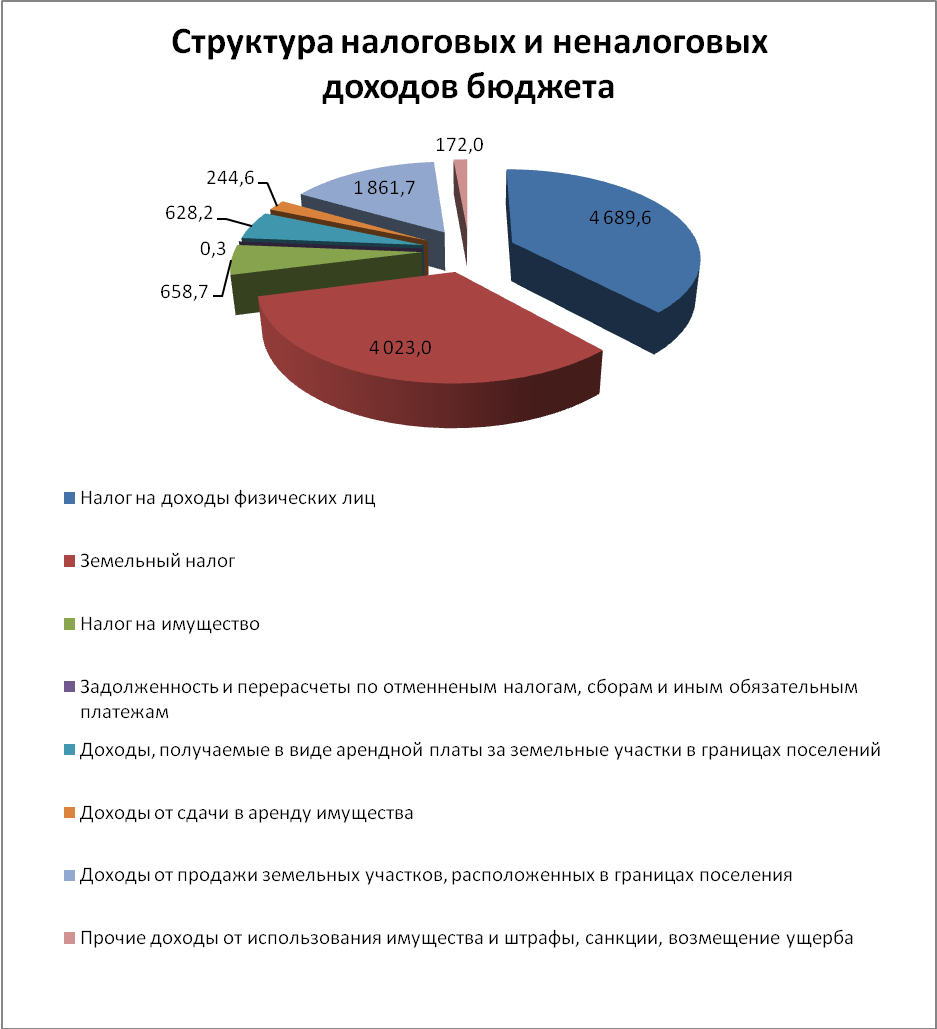 Структура налоговых и неналоговых
доходов бюджета
172,0
4 689,6
1 861,7
244,6
628,2
0,3
658,7
4 023,0
Налог на доходы физических лиц
Земельный налог
Налог на имущество
Задолженность и перерасчеты по отменненым налогам, сборам и иным обязательным
платежам
Доходы, получаемые в виде арендной платы за земельные участки в границах поселений
Доходы от сдачи в аренду имущества
Доходы от продажи земельных участков, расположенных в границах поселения
Прочие доходы от использования имущества и штрафы, санкции, возмещение ущерба